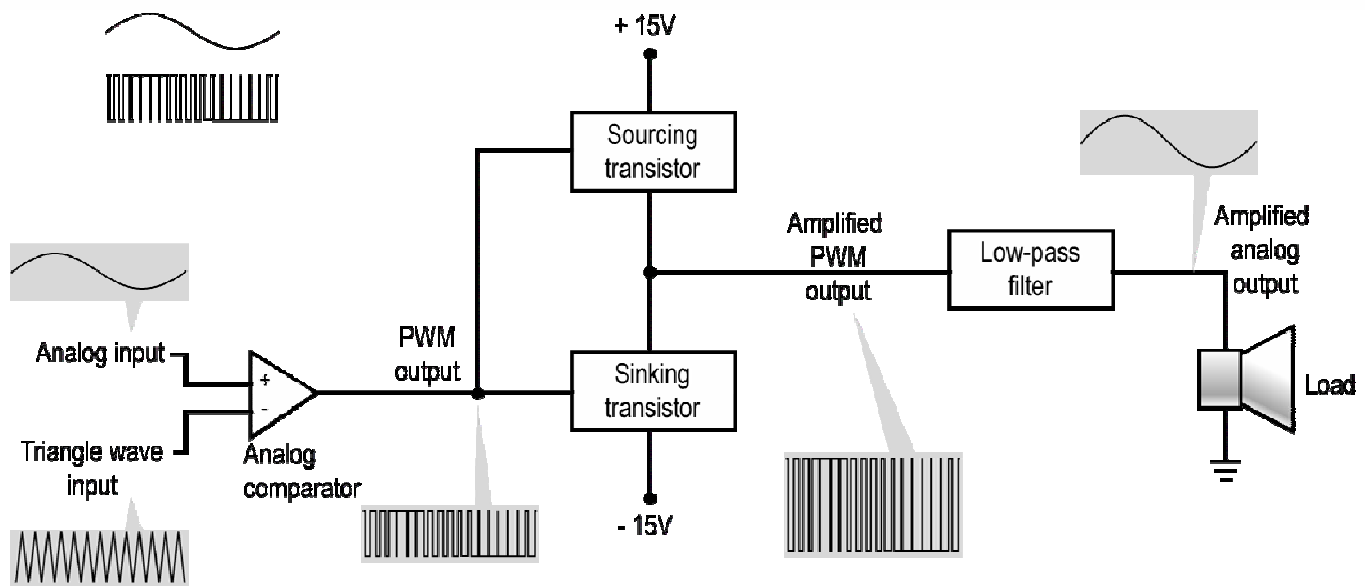 + 15V
Sourcing
transistor
Amplified
PWM
output
Low-pass
filter
Amplified
analog
output
Analog input
PWM
output
+
-
Sinking
transistor
Load
Triangle wave
input
Analog
comparator
- 15V